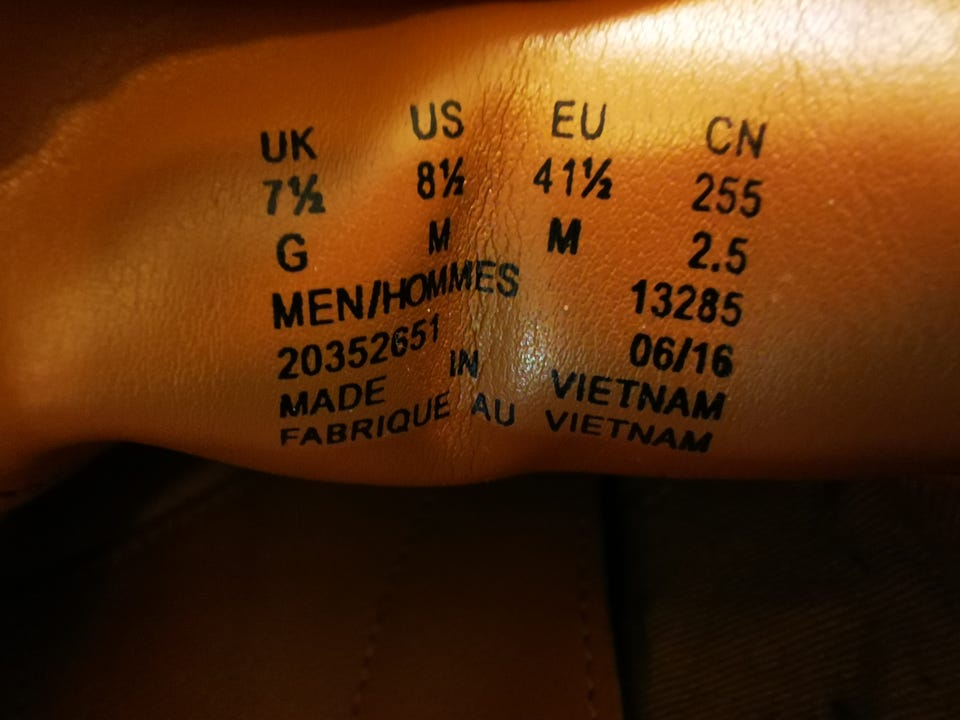 UK US EU CN
7½ 8½ 41½ 255
G M M 2.5
MEN/HOMMES 13285
20352651 06/16
MADE IN VIETNAM
FABRIQUE AU VIETNAM